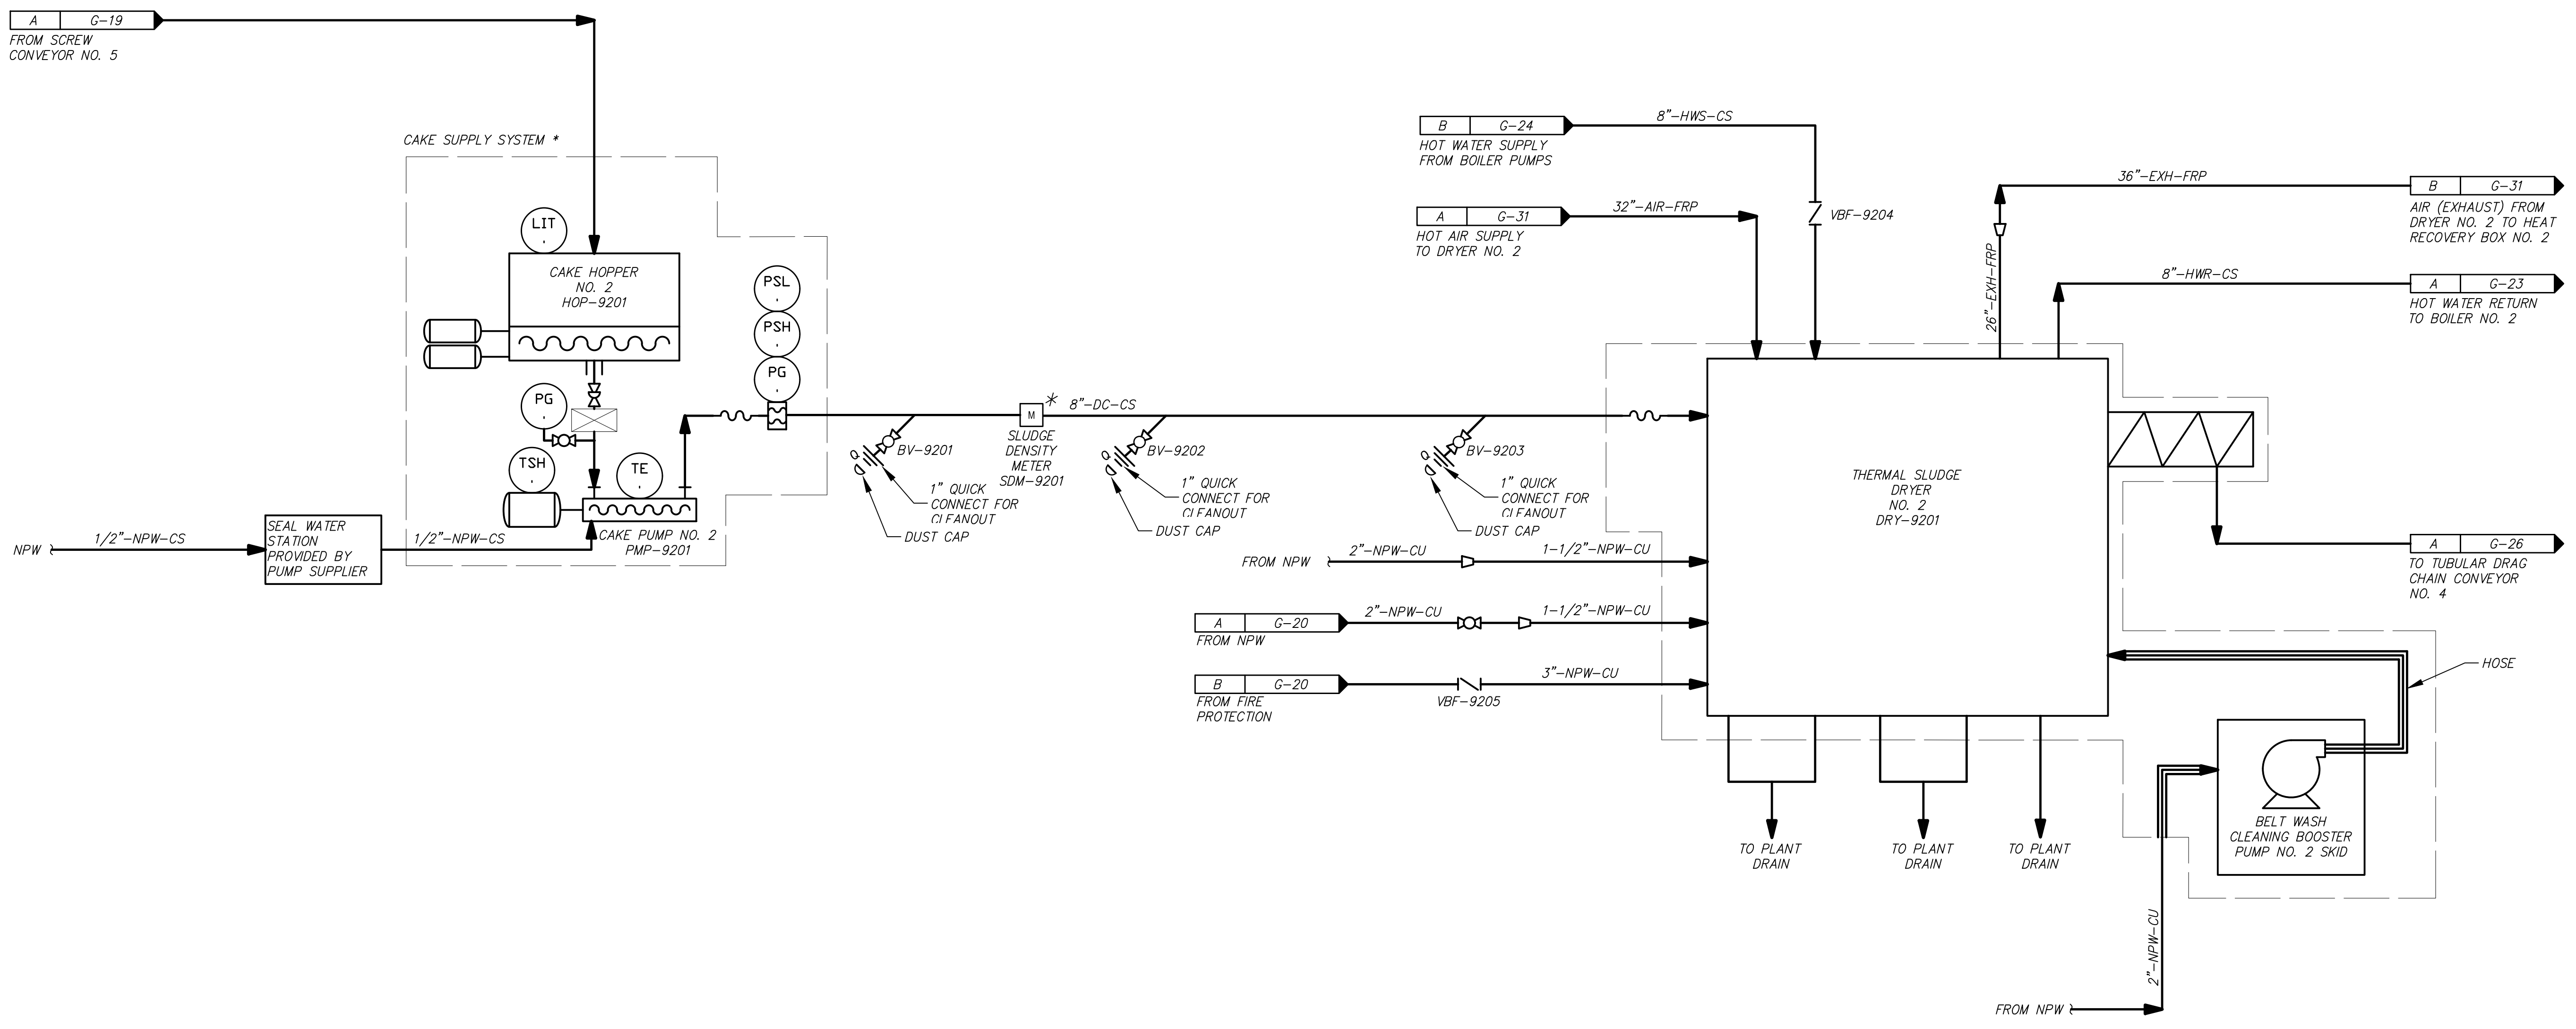 A G-19
FROM SCREW
CONVEYOR NO. 5
CAKE SUPPLY SYSTEM *
LIT
CAKE HOPPER
NO. 2
HOP-9201
PSL
PSH
PG
PG
TSH
TE
CAKE PUMP NO. 2
PMP-9201
NPW
1/2"-NPW-CS
SEAL WATER
STATION
PROVIDED BY
PUMP SUPPLIER
1/2"-NPW-CS
BV-9201
Q
1" QUICK
CONNECT FOR
CLEANOUT
DUST CAP
M
*
8"-DC-CS
SLUDGE
DENSITY
METER
SDM-9201
BV-9202
Q
1" QUICK
CONNECT FOR
CLEANOUT
DUST CAP
BV-9203
Q
1" QUICK
CONNECT FOR
CLEANOUT
DUST CAP
B G-24
HOT WATER SUPPLY
FROM BOILER PUMPS
8"-HWS-CS
VBF-9204
A G-31
HOT AIR SUPPLY
TO DRYER NO. 2
32"-AIR-FRP
26"-EXH-FRP
36"-EXH-FRP
B G-31
AIR (EXHAUST) FROM
DRYER NO. 2 TO HEAT
RECOVERY BOX NO. 2
8"-HWR-CS
A G-23
HOT WATER RETURN
TO BOILER NO. 2
THERMAL SLUDGE
DRYER
NO. 2
DRY-9201
A G-26
TO TUBULAR DRAG
CHAIN CONVEYOR
NO. 4
FROM NPW
2"-NPW-CU
1-1/2"-NPW-CU
A G-20
FROM NPW
2"-NPW-CU
1-1/2"-NPW-CU
B G-20
FROM FIRE
PROTECTION
VBF-9205
3"-NPW-CU
HOSE
TO PLANT
DRAIN
TO PLANT
DRAIN
TO PLANT
DRAIN
BELT WASH
CLEANING BOOSTER
PUMP NO. 2 SKID
2"-NPW-CU
FROM NPW